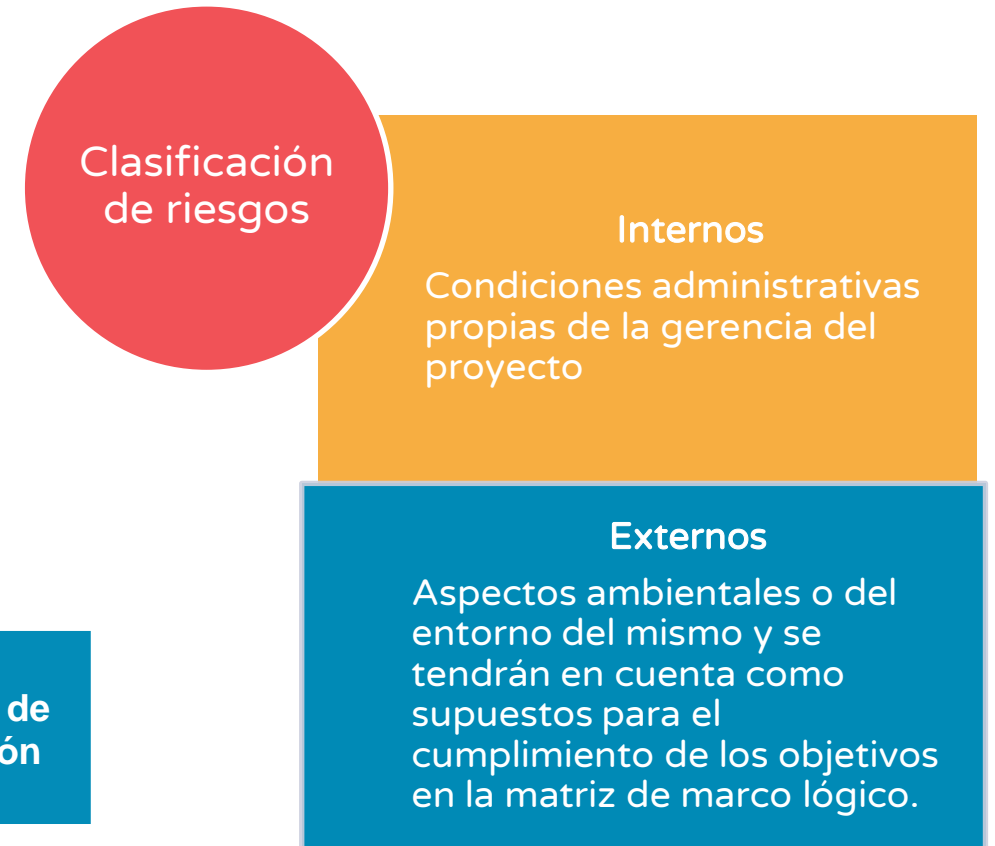 Clasificación
de riesgos
Internos
Condiciones administrativas
propias de la gerencia del
proyecto
Externos
Aspectos ambientales o del
entorno del mismo y se
tendrán en cuenta como
supuestos para el
cumplimiento de los objetivos
en la matriz de marco lógico.
de
ón